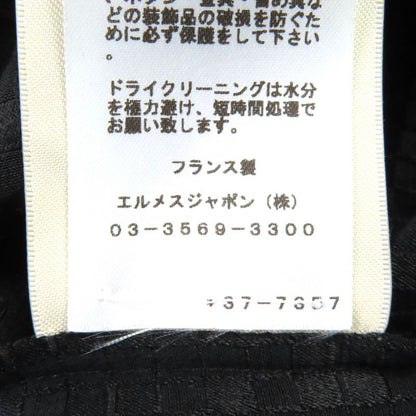 どの装飾品の破損を防ぐた
めに必ず保護をして下さい
。
ドライクリーニングは水分
を極力避け、短時間処理で
お願い致します。
フランス製
エルメスジャポン（株）
03-3569-3300
37-7357